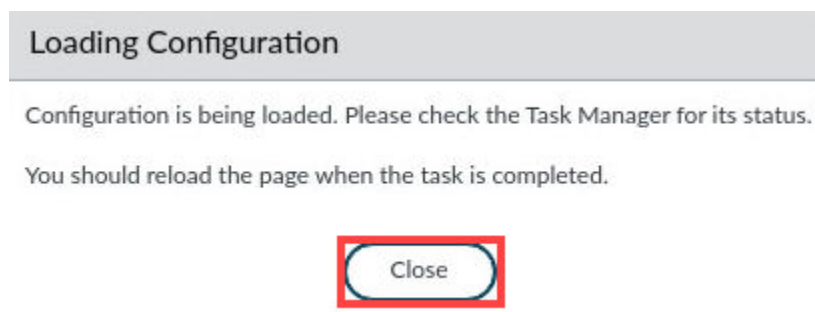 Loading Configuration
Configuration is being loaded. Please check the Task Manager for its status.
You should reload the page when the task is completed.
Close